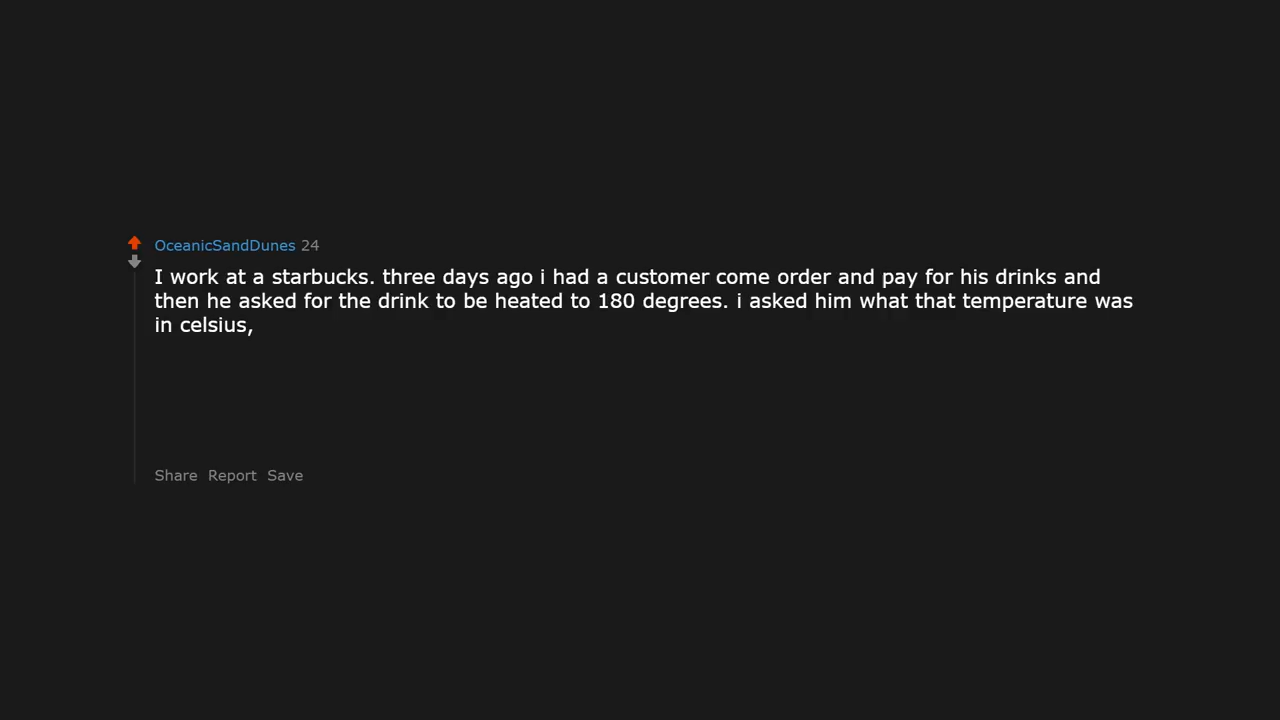 OceanicSandDunes 24
I work at a starbucks. three days ago i had a customer come order and pay for his drinks and
then he asked for the drink to be heated to 180 degrees. i asked him what that temperature was
in celsius,
Share Report Save